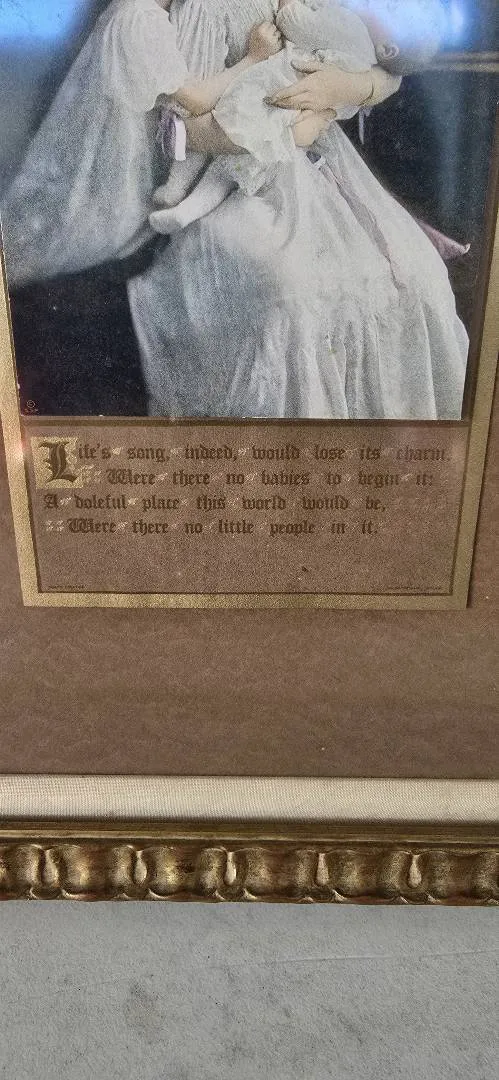 ©
Life's song, indeed, would lose its charm,
Were there no babies to begin it:
A doleful place this world would be,
Were there no little people in it.